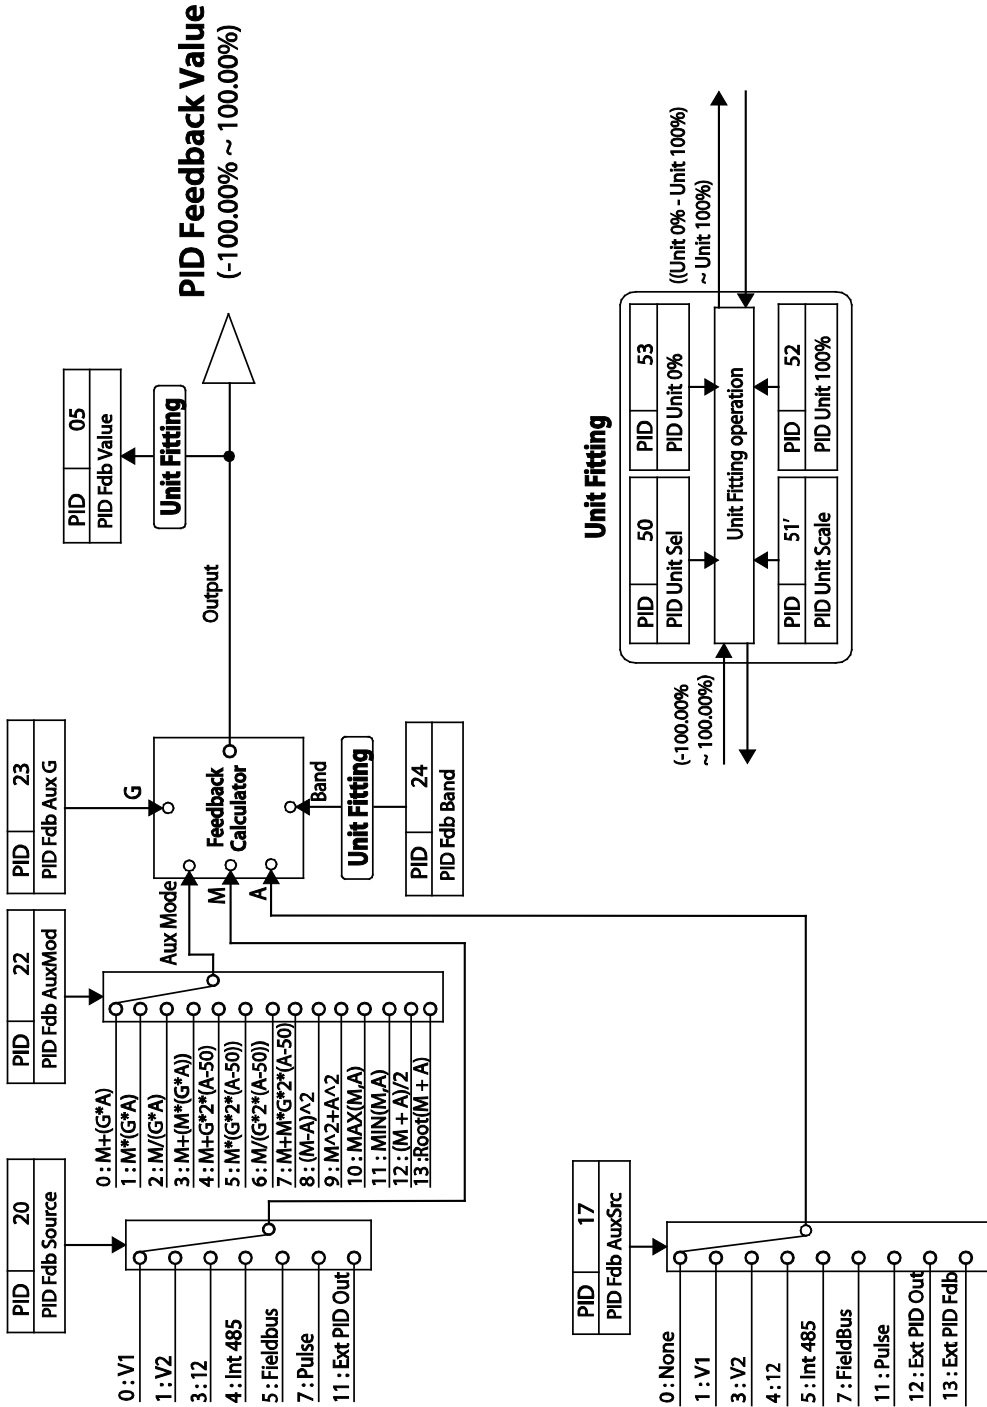 PID 20
PID Fdb Source
0 : V1
1 : V2
3 : 12
4 : Int 485
5 : Fieldbus
7 : Pulse
11 : Ext PID Out
PID 22
PID Fdb AuxMod
0 : M+(G*A)
1 : M*(G*A)
2 : M/(G*A)
3 : M+(M*(G*A))
4 : M+G*2*(A-50)
5 : M*(G*2*(A-50))
6 : M/(G*2*(A-50))
7 : M+M*G*2*(A-50)
8 : (M-A)^2
9 : M^2+A^2
10 : MAX(M,A)
11 : MIN(M,A)
12 : (M + A)/2
13 :Root(M + A)
PID 23
PID Fdb Aux G
G
Aux Mode
M
A
Feedback
Calculator
Band
Unit Fitting
PID 24
PID Fdb Band
Output
PID 05
PID Fdb Value
Unit Fitting
PID Feedback Value
(-100.00% ~ 100.00%)
PID 17
PID Fdb AuxSrc
0 : None
1 : V1
3 : V2
4 : 12
5 : Int 485
7 : FieldBus
11 : Pulse
12 : Ext PID Out
13 : Ext PID Fdb
Unit Fitting
PID 50
PID Unit Sel
PID 53
PID Unit 0%
(-100.00%
~ 100.00%)
Unit Fitting operation
((Unit 0% - Unit 100%)
~ Unit 100%)
PID 51'
PID Unit Scale
PID 52
PID Unit 100%